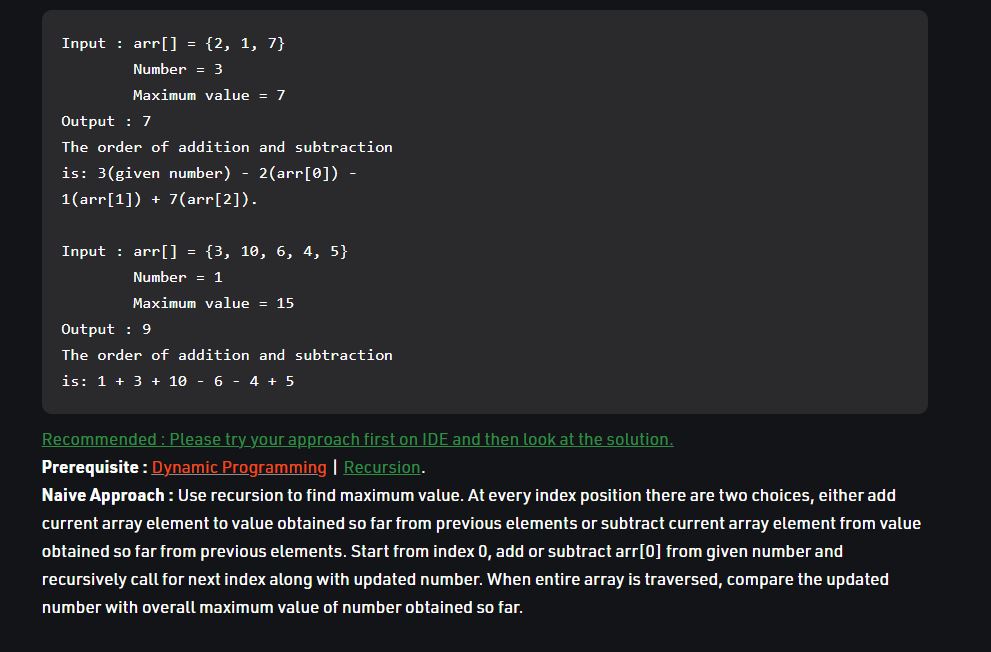 Input : arr[] = {2, 1, 7}
Number = 3
Maximum value = 7
Output : 7
The order of addition and subtraction
is: 3(given number) - 2(arr[0]) -
1(arr[1]) + 7(arr[2]).
Input : arr[] = {3, 10, 6, 4, 5}
Number = 1
Maximum value = 15
Output : 9
The order of addition and subtraction
is: 1 + 3 + 10 - 6 - 4 + 5
Recommended : Please try your approach first on IDE and then look at the solution.
Prerequisite : Dynamic Programming | Recursion.
Naive Approach : Use recursion to find maximum value. At every index position there are two choices, either add
current array element to value obtained so far from previous elements or subtract current array element from value
obtained so far from previous elements. Start from index 0, add or subtract arr[0] from given number and
recursively call for next index along with updated number. When entire array is traversed, compare the updated
number with overall maximum value of number obtained so far.